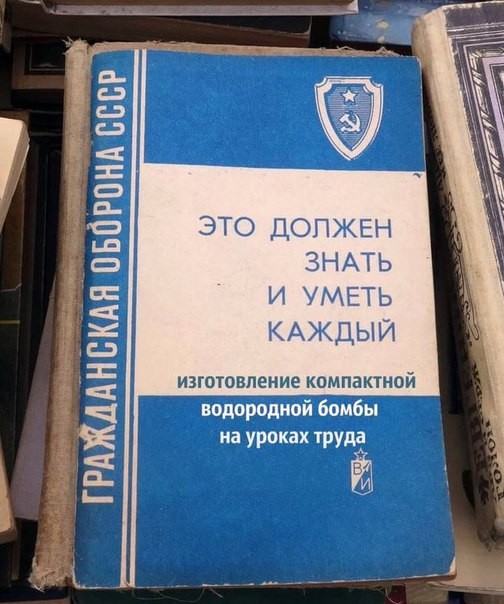 ГРАЖДАНСКАЯ ОБОРОНА СССР
ЭТО ДОЛЖЕН
ЗНАТЬ
И УМЕТЬ
КАЖДЫЙ
изготовление компактной
водородной бомбы
на уроках труда
В И